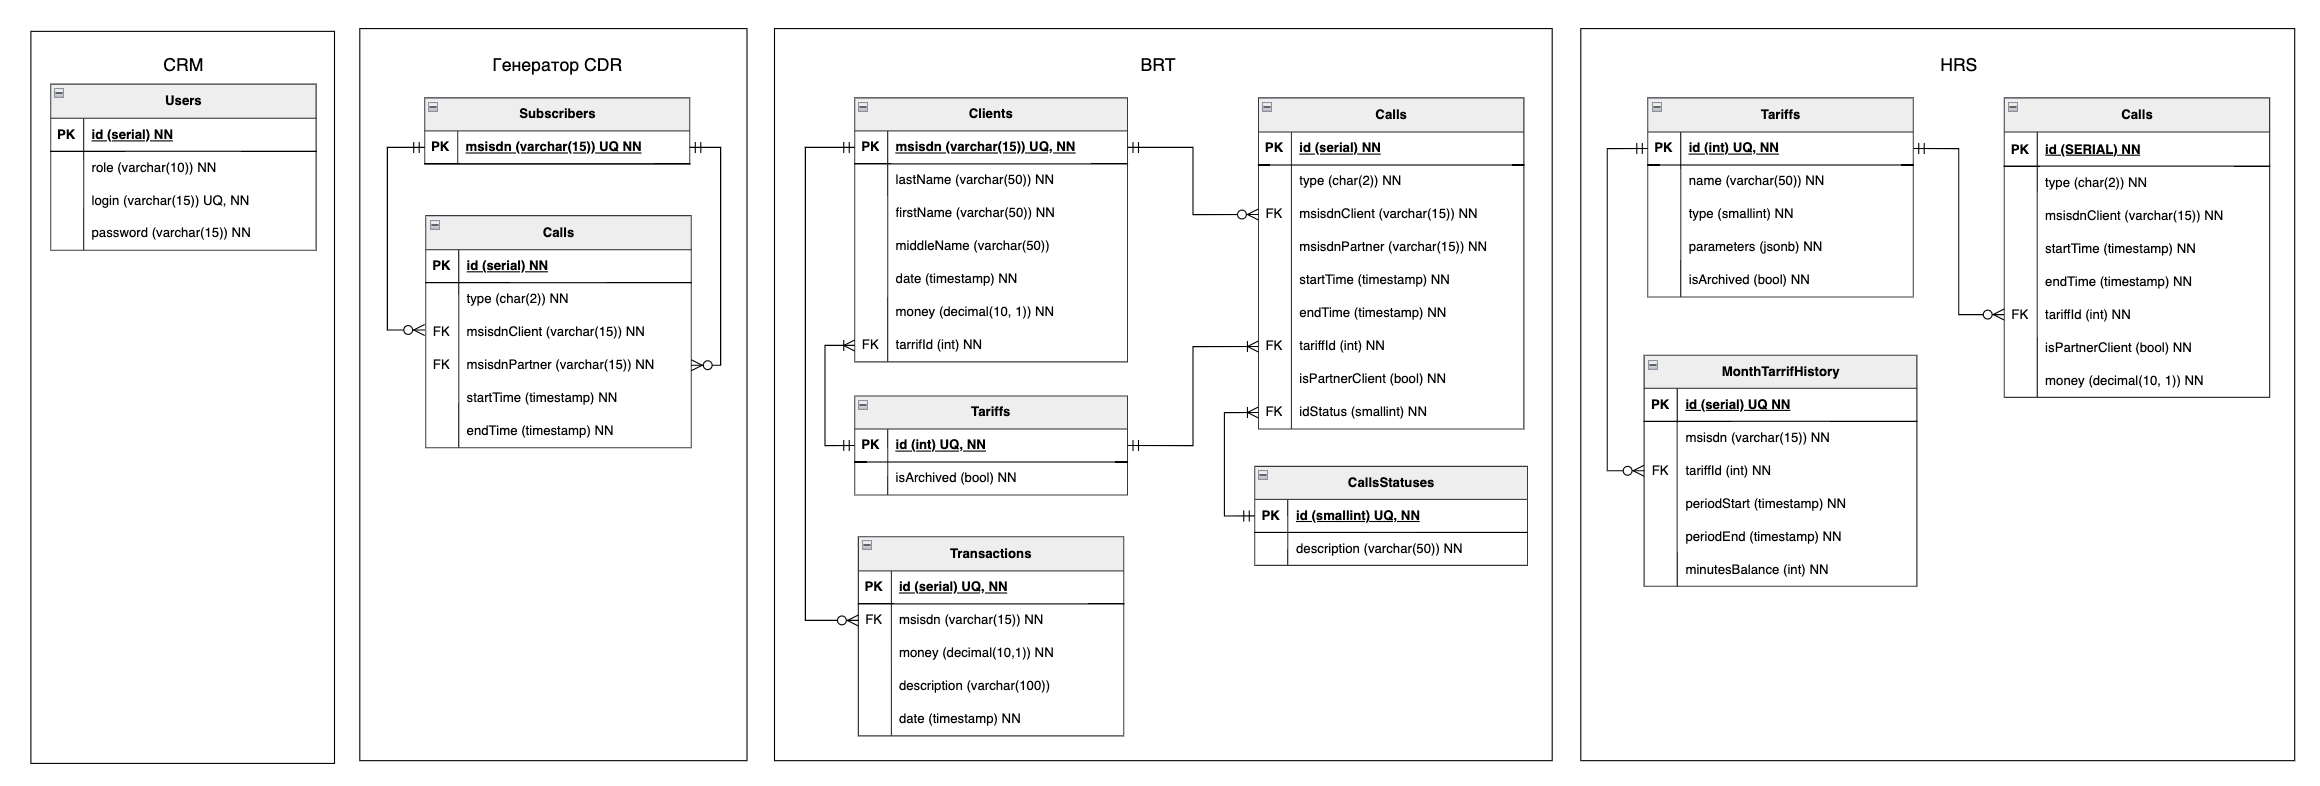 CRM
Users
PK id (serial) NN
role (varchar(10)) NN
login (varchar(15)) UQ, NN
password (varchar(15)) NN
Генератор CDR
Subscribers
PK msisdn (varchar(15)) UQ NN
Calls
PK id (serial) NN
type (char(2)) NN
FK msisdnClient (varchar(15)) NN
FK msisdnPartner (varchar(15)) NN
startTime (timestamp) NN
endTime (timestamp) NN
BRT
Clients
PK msisdn (varchar(15)) UQ, NN
lastName (varchar(50)) NN
firstName (varchar(50)) NN
middleName (varchar(50))
date (timestamp) NN
money (decimal(10, 1)) NN
FK tarrifId (int) NN
Tariffs
PK id (int) UQ, NN
isArchived (bool) NN
Transactions
PK id (serial) UQ, NN
FK msisdn (varchar(15)) NN
money (decimal(10,1)) NN
description (varchar(100))
date (timestamp) NN
Calls
PK id (serial) NN
type (char(2)) NN
FK msisdnClient (varchar(15)) NN
msisdnPartner (varchar(15)) NN
startTime (timestamp) NN
endTime (timestamp) NN
FK tariffId (int) NN
isPartnerClient (bool) NN
FK idStatus (smallint) NN
CallsStatuses
PK id (smallint) UQ, NN
description (varchar(50)) NN
HRS
Tariffs
PK id (int) UQ, NN
name (varchar(50)) NN
type (smallint) NN
parameters (jsonb) NN
isArchived (bool) NN
MonthTarrifHistory
PK id (serial) UQ NN
msisdn (varchar(15)) NN
FK tariffId (int) NN
periodStart (timestamp) NN
periodEnd (timestamp) NN
minutesBalance (int) NN
Calls
PK id (SERIAL) NN
type (char(2)) NN
msisdnClient (varchar(15)) NN
startTime (timestamp) NN
endTime (timestamp) NN
FK tariffId (int) NN
isPartnerClient (bool) NN
money (decimal(10, 1)) NN